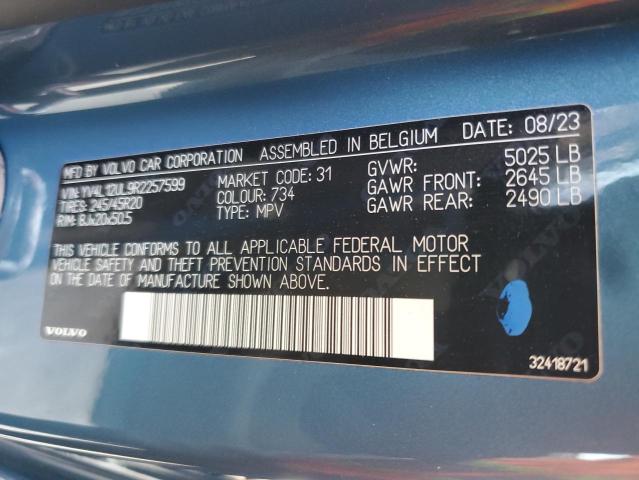 MFD BY VOLVO CAR CORPORATION ASSEMBLED IN BELGIUM DATE: 08/23
VIN: YV4L12UL9R2257599 MARKET CODE: 31 GVWR: 5025 LB
TIRES: 245/45R20 COLOUR: 734 GAWR FRONT: 2645 LB
RIM: 8Jx20x50.5 TYPE: MPV GAWR REAR: 2490 LB
THIS VEHICLE CONFORMS TO ALL APPLICABLE FEDERAL MOTOR
VEHICLE SAFETY AND THEFT PREVENTION STANDARDS IN EFFECT
ON THE DATE OF MANUFACTURE SHOWN ABOVE.
VOLVO
32418721